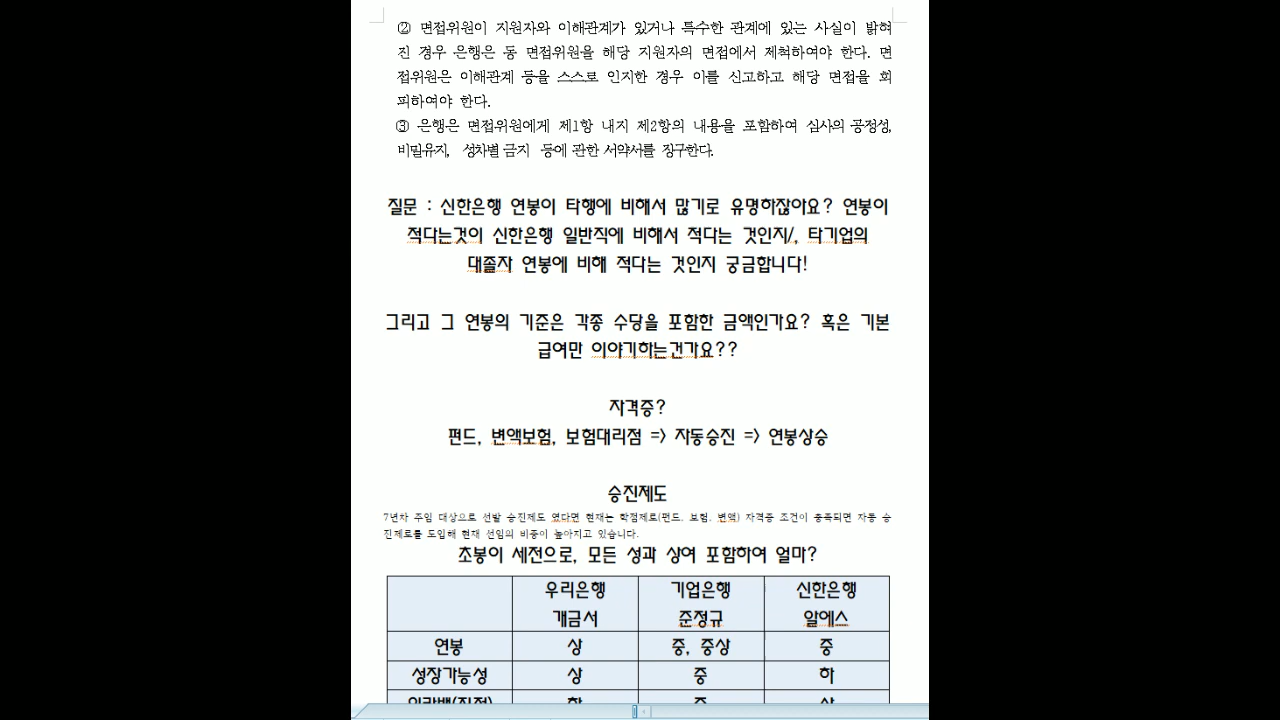 ② 면접위원이 지원자와 이해관계가 있거나 특수한 관계에 있는 사실이 밝혀
진 경우 은행은 동 면접위원을 해당 지원자의 면접에서 제척하여야 한다. 면
접위원은 이해관계 등을 스스로 인지한 경우 이를 신고하고 해당 면접을 회
피하여야 한다.
③ 은행은 면접위원에게 제1항 내지 제2항의 내용을 포함하여 심사의 공정성,
비밀유지, 성차별 금지 등에 관한 서약서를 징구한다.
질문 : 신한은행 연봉이 타행에 비해서 많기로 유명하잖아요? 연봉이
적다는것이 신한은행 일반직에 비해서 적다는 것인지/, 타기업의
대졸자 연봉에 비해 적다는 것인지 궁금합니다!
그리고 그 연봉의 기준은 각종 수당을 포함한 금액인가요? 혹은 기본
급여만 이야기하는건가요??
자격증?
펀드, 변액보험, 보험대리점 => 자동승진 => 연봉상승
승진제도
7년차 주임 대상으로 선발 승진제도 였다면 현재는 학점제로(펀드, 보험, 변액) 자격증 조건이 충족되면 자동 승
진제로를 도입해 현재 선임의 비중이 높아지고 있습니다.
초봉이 세전으로, 모든 성과 상여 포함하여 얼마?
우리은행 기업은행 신한은행
개금서 준정규 알에스
연봉 상 중, 중상 중
성장가능성 상 중 하